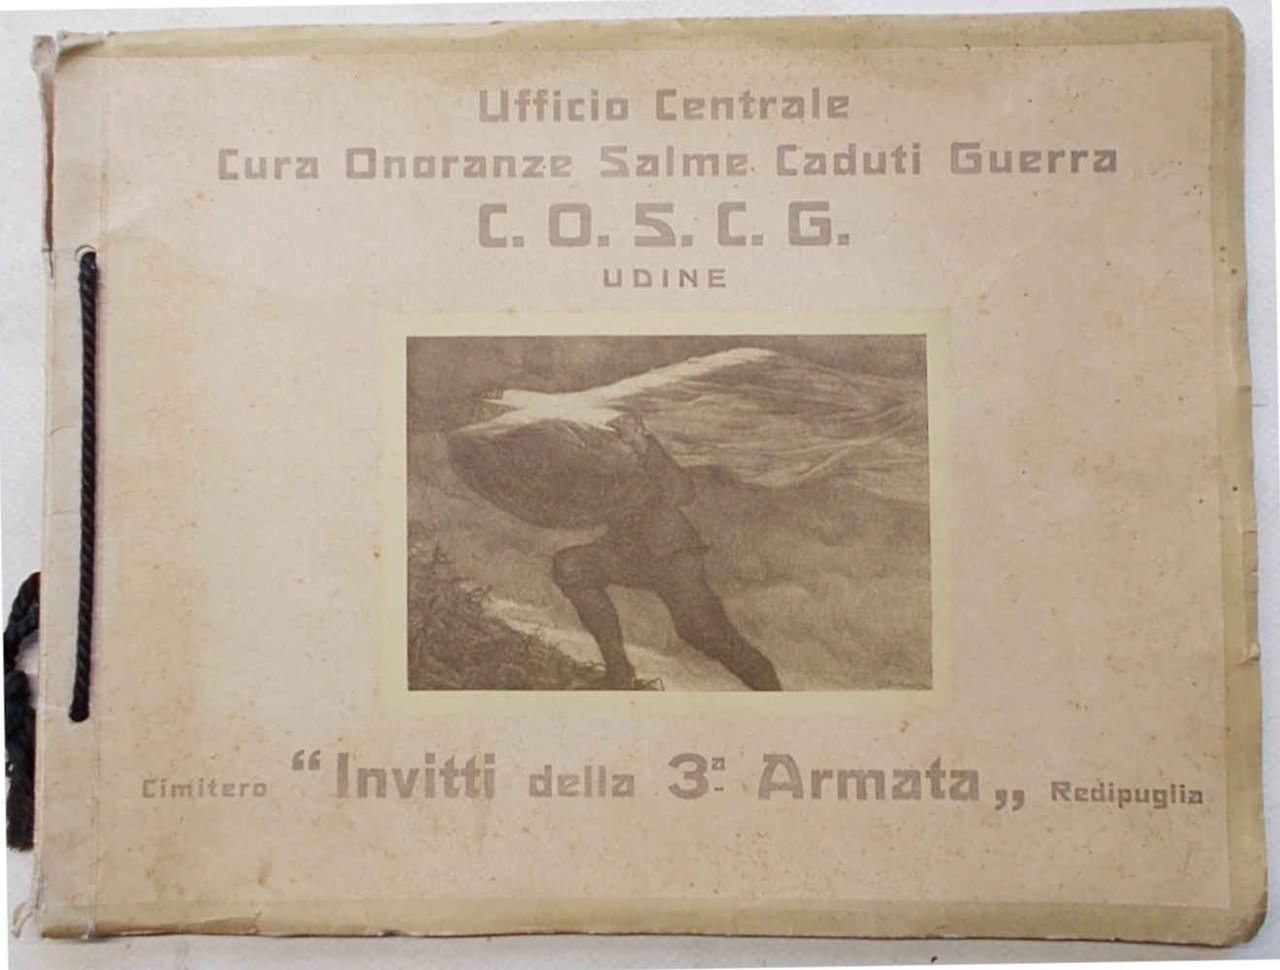 Ufficio Centrale
Cura Onoranze Salme Caduti Guerra
C. O. S. C. G.
UDINE
Cimitero “ Invitti della 3ª Armata „ Redipuglia